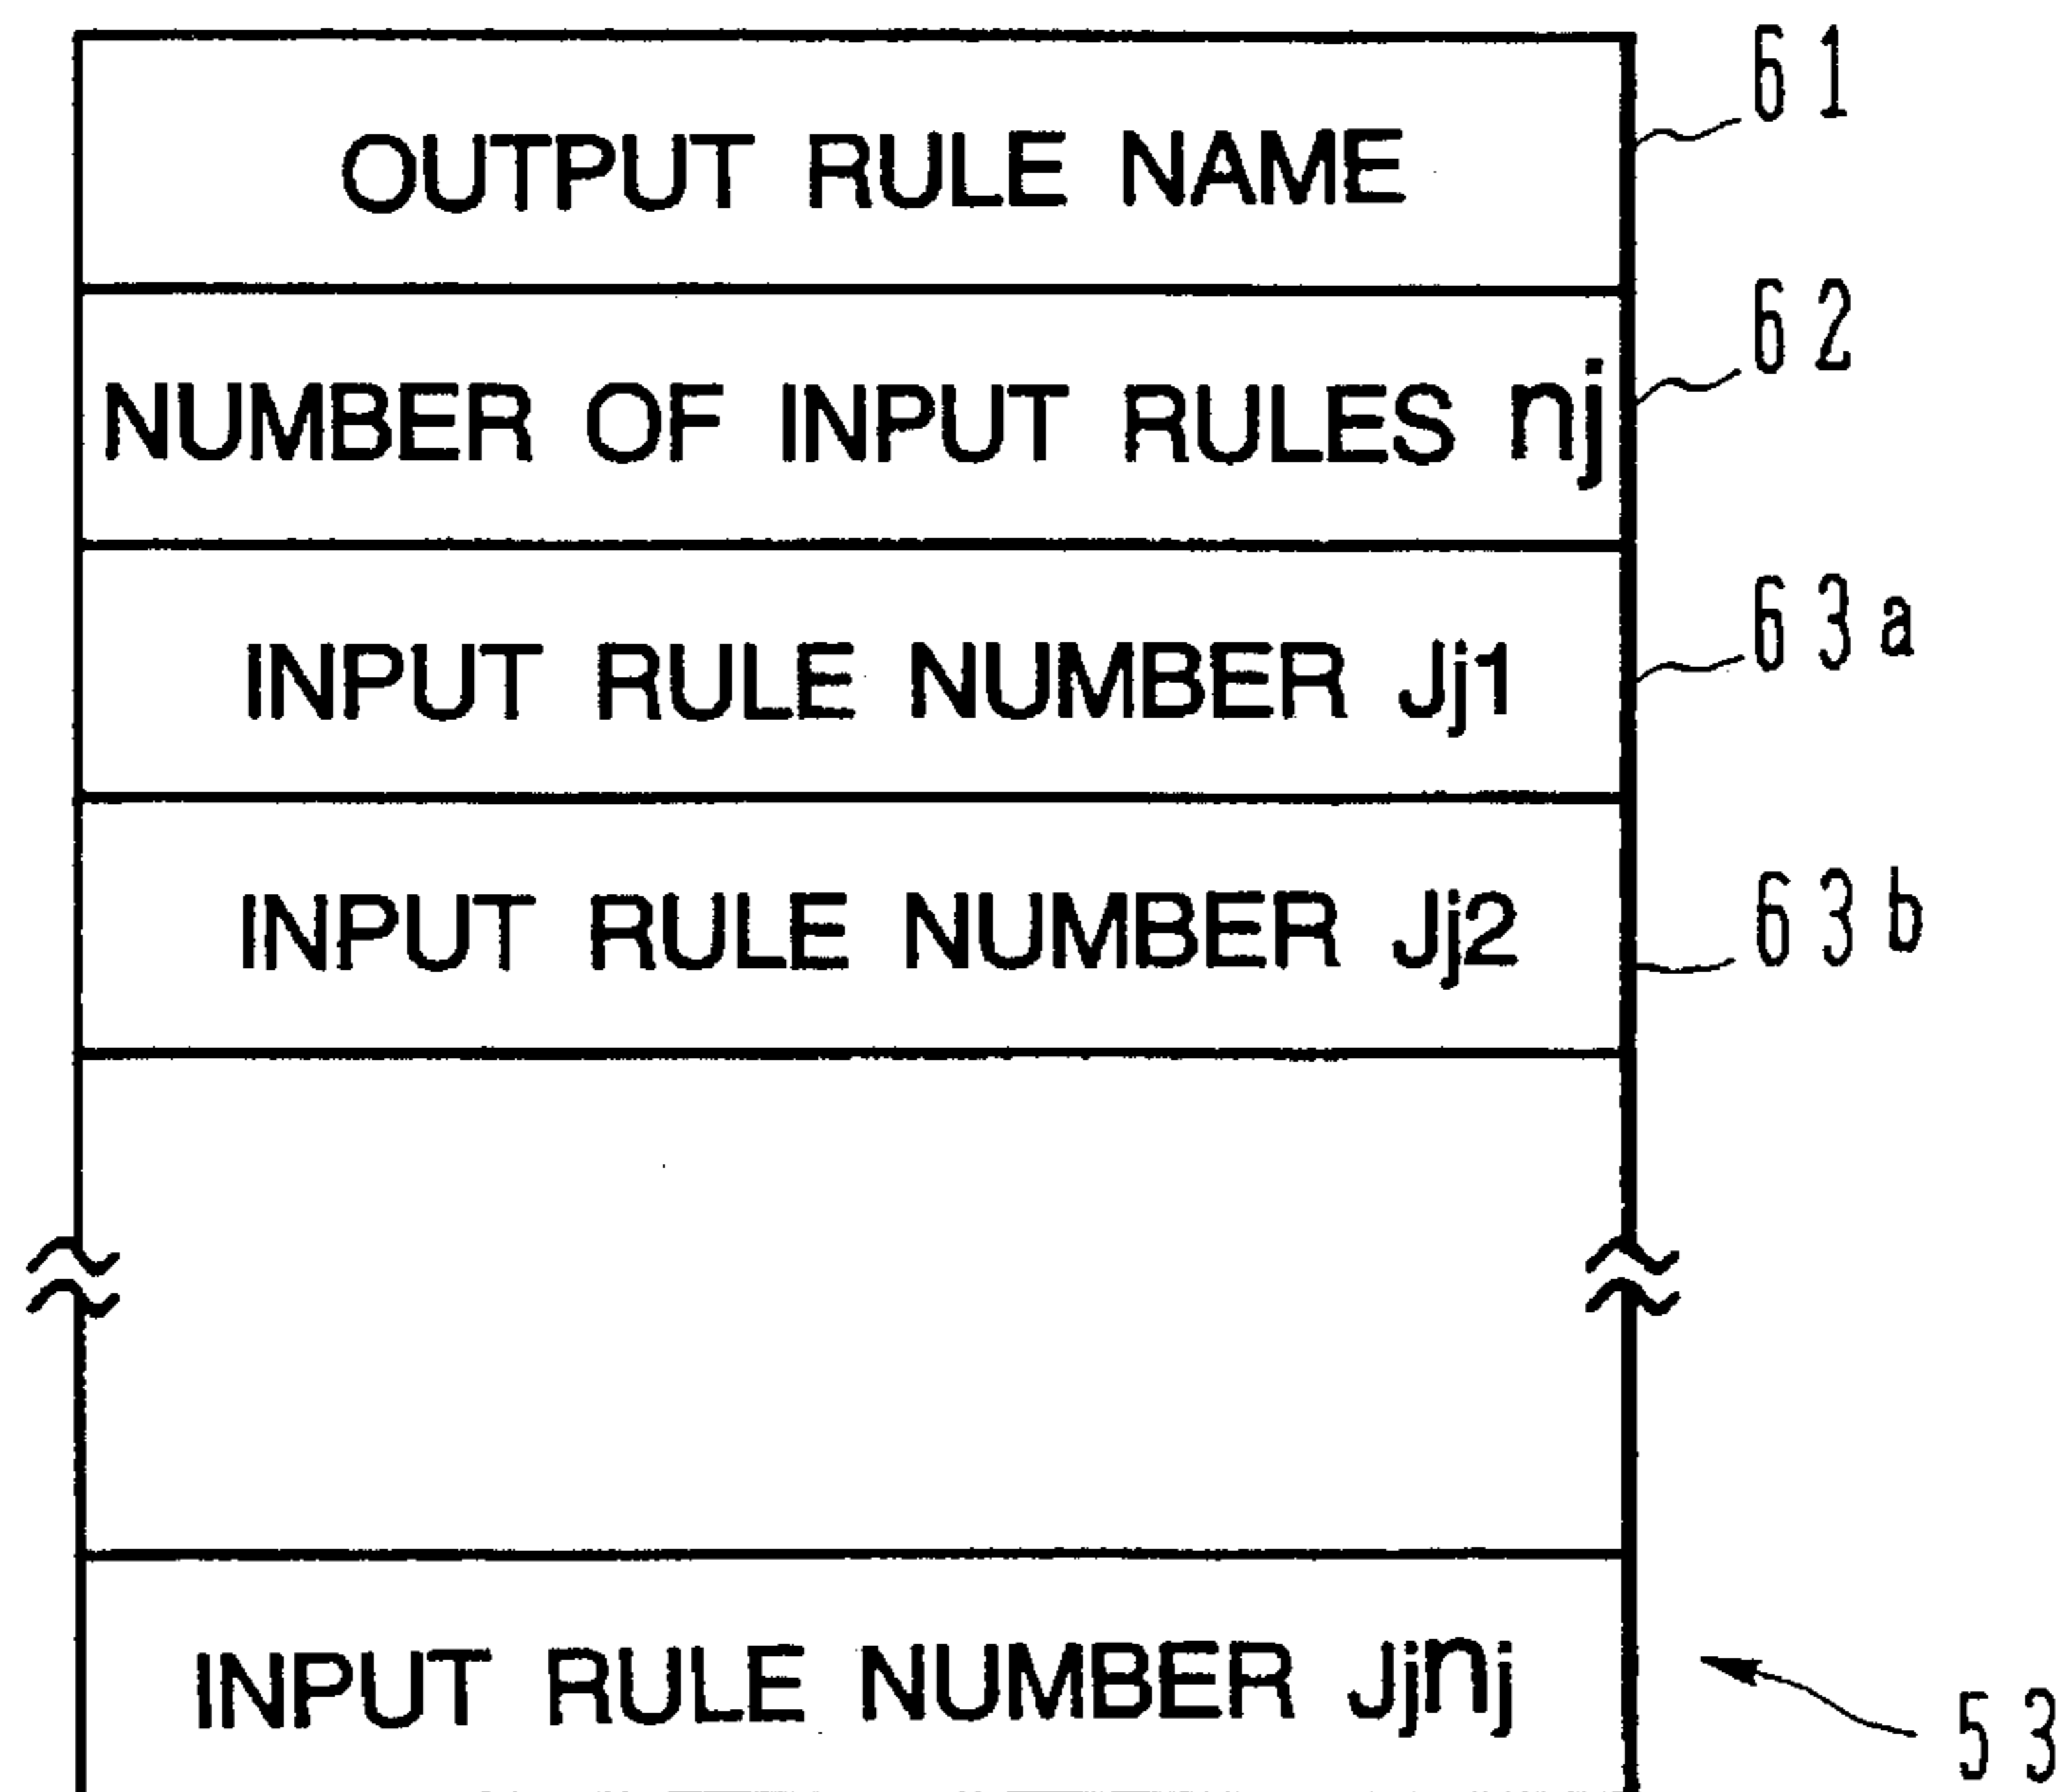 61
OUTPUT RULE NAME
62
NUMBER OF INPUT RULES nj
63a
INPUT RULE NUMBER Jj1
63b
INPUT RULE NUMBER Jj2
INPUT RULE NUMBER Jjnj
53